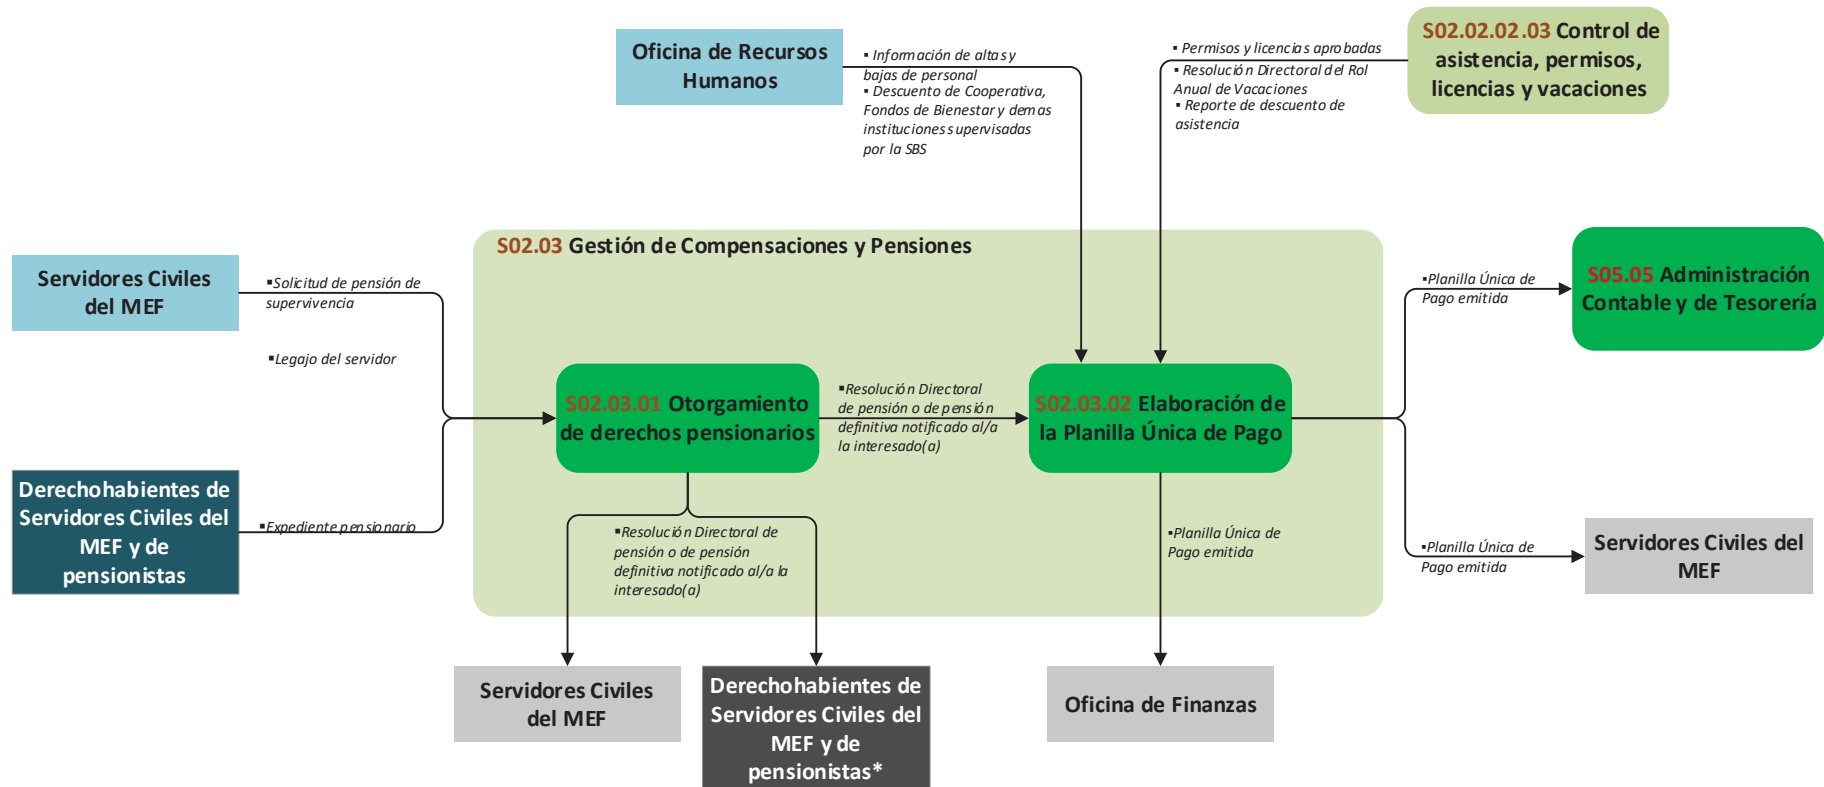 Oficina de Recursos
Humanos
▪ Información de altas y
bajas de personal
▪ Descuento de Cooperativa,
Fondos de Bienestar y demas
instituciones supervisadas
por la SBS
▪ Permisos y licencias aprobadas
▪ Resolución Directoral del Rol
Anual de Vacaciones
▪ Reporte de descuento de
asistencia
S02.02.02.03 Control de
asistencia, permisos,
licencias y vacaciones
S02.03 Gestión de Compensaciones y Pensiones
Servidores Civiles
del MEF
▪Solicitud de pensión de
supervivencia
▪Legajo del servidor
Derechohabientes de
Servidores Civiles del
MEF y de
pensionistas
▪Expediente pensionario
S02.03.01 Otorgamiento
de derechos pensionarios
▪Resolución Directoral
de pensión o de pensión
definitiva notificado al/a
la interesado(a)
S02.03.02 Elaboración de
la Planilla Única de Pago
▪Planilla Única de
Pago emitida
S05.05 Administración
Contable y de Tesorería
▪Resolución Directoral de
pensión o de pensión
definitiva notificado al/a la
interesado(a)
▪Planilla Única de
Pago emitida
▪Planilla Única de
Pago emitida
Servidores Civiles del
MEF
Servidores Civiles
del MEF
Derechohabientes de
Servidores Civiles del
MEF y de
pensionistas*
Oficina de Finanzas